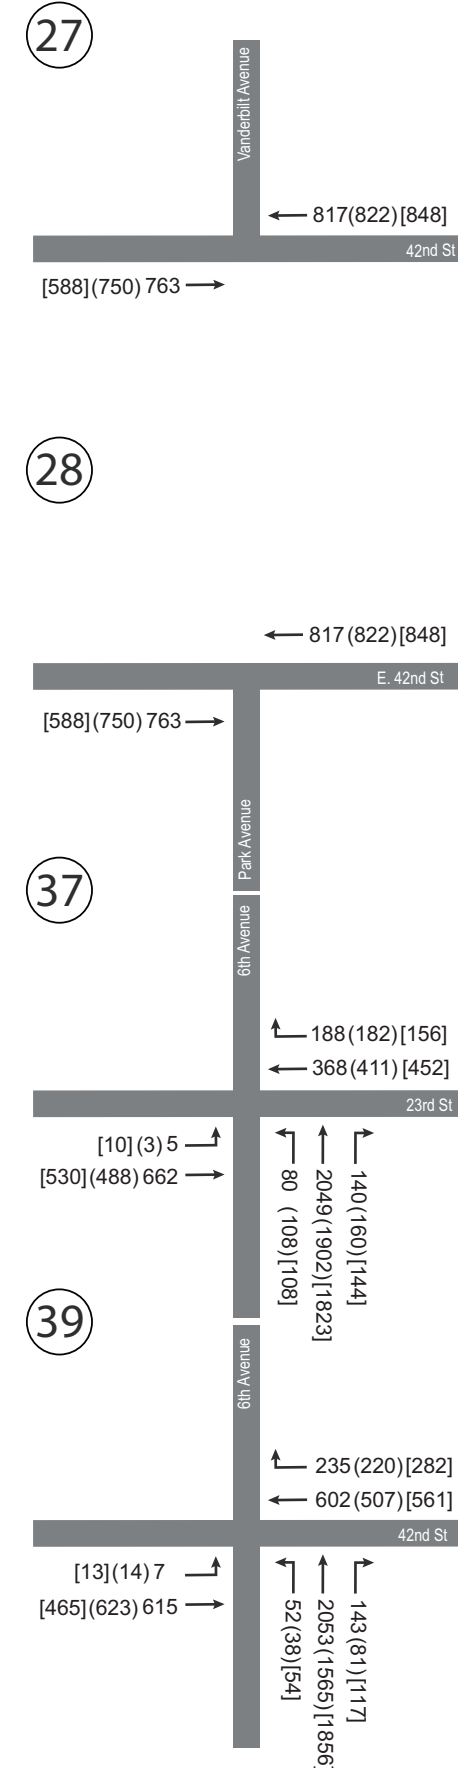 27
Vanderbilt Avenue
817(822)[848]
42nd St
[588](750) 763
28
817(822)[848]
E. 42nd St
[588](750) 763
Park Avenue
37
6th Avenue
188(182)[156]
368(411)[452]
23rd St
[10](3) 5
[530](488) 662
80 (108)[108]
2049(1902)[1823]
140(160)[144]
39
6th Avenue
235(220)[282]
602(507)[561]
42nd St
[13](14) 7
[465](623) 615
52(38)[54]
2053(1565)[1856]
143(81)[117]